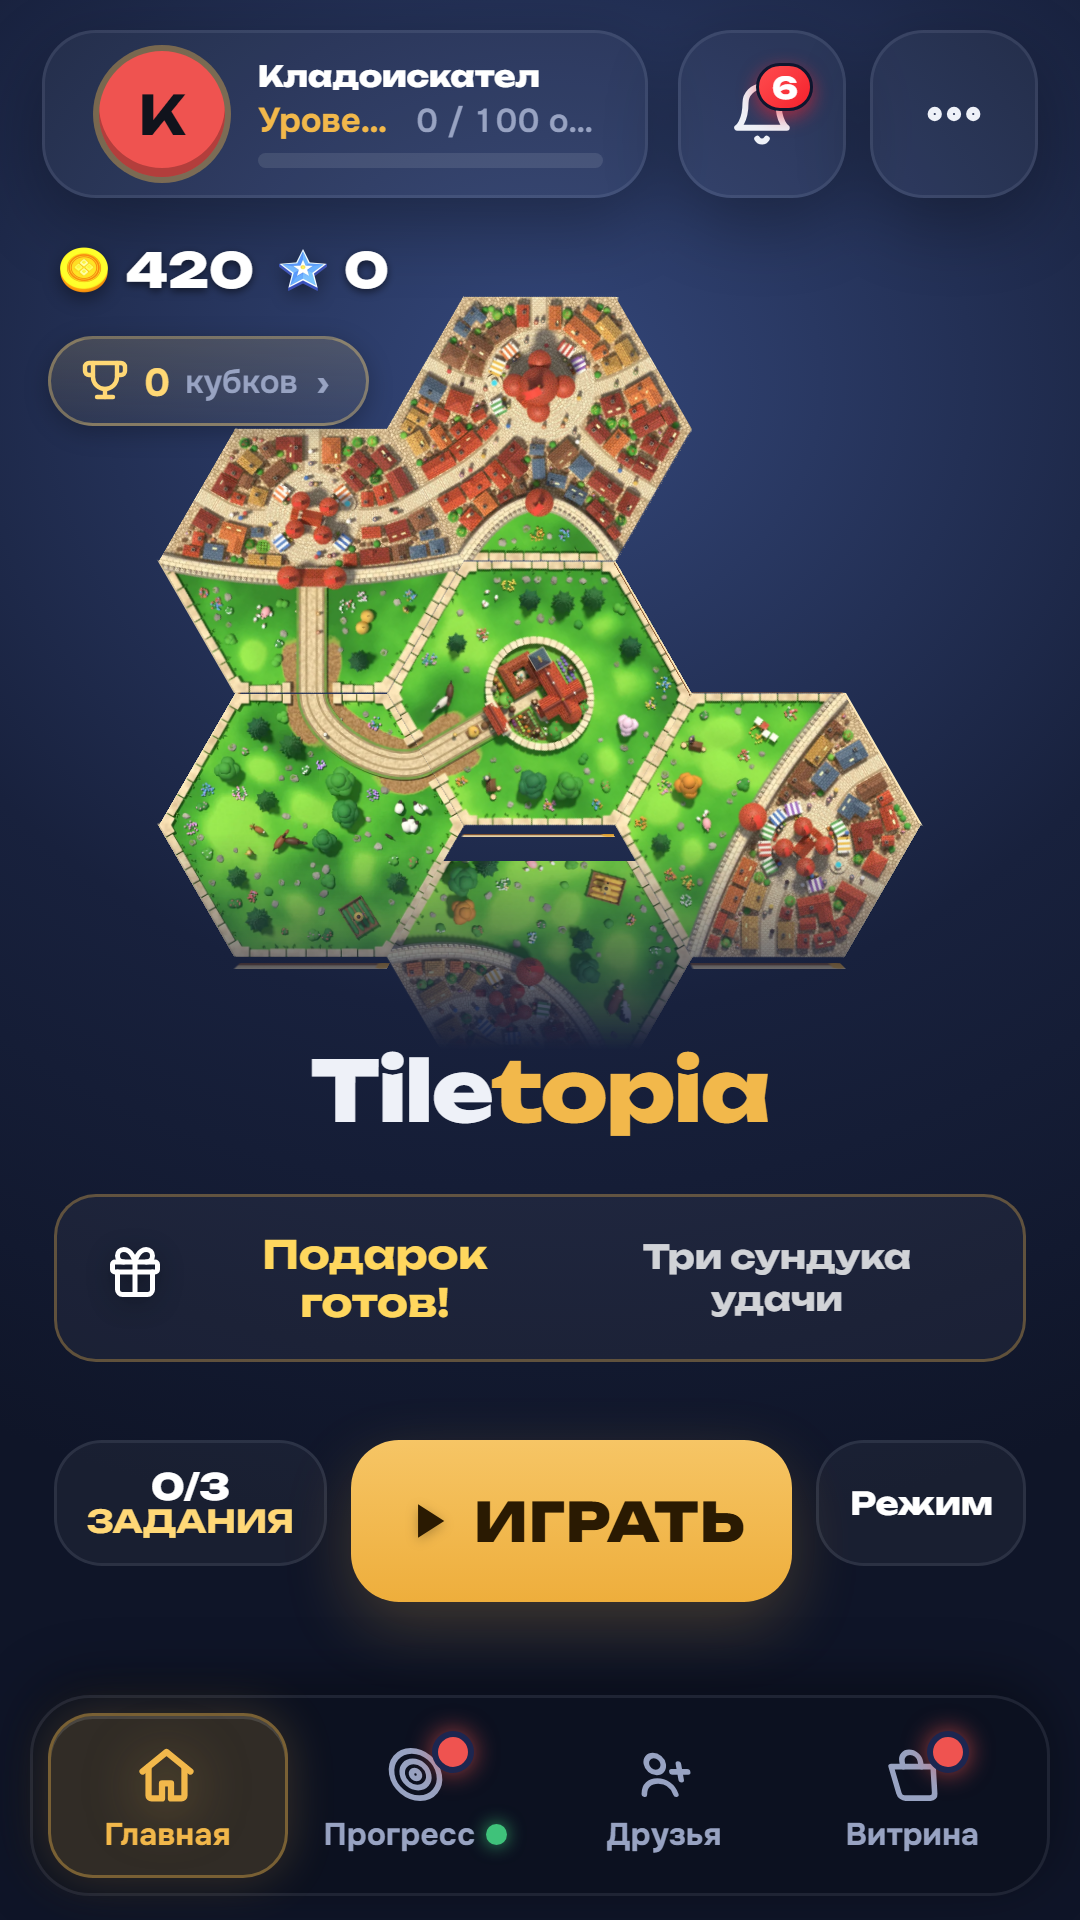 К
Кладоискател
Урове... 0 / 100 о...
6
420 0
0 кубков ›
Tiletopia
Подарок
готов!
Три сундука
удачи
0/3
ЗАДАНИЯ
ИГРАТЬ
Режим
Главная
Прогресс
Друзья
Витрина